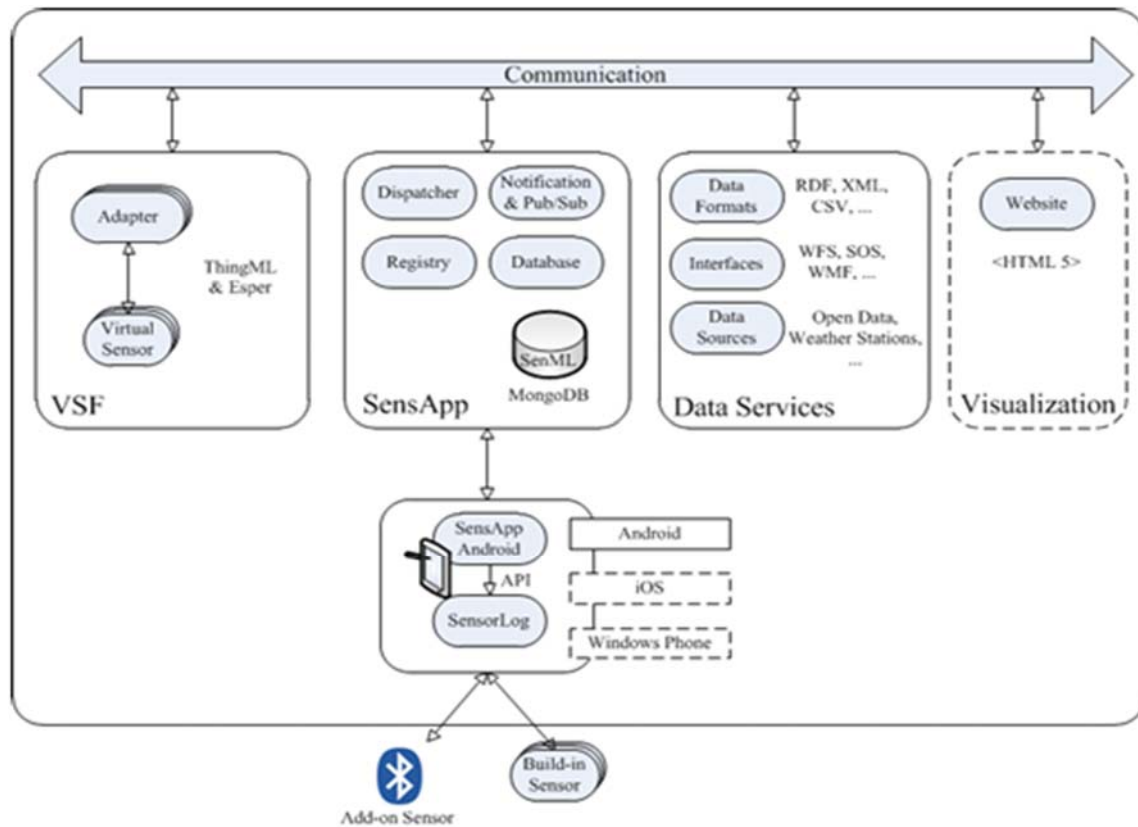 Communication
Adapter
ThingML
& Esper
Virtual
Sensor
VSF
Dispatcher
Notification
& Pub/Sub
Registry
Database
SenML
MongoDB
SensApp
Data
Formats
RDF, XML,
CSV, ...
Interfaces
WFS, SOS,
WMF, ...
Data
Sources
Open Data,
Weather Stations,
...
Data Services
Website
<HTML 5>
Visualization
SensApp
Android
API
SensorLog
Android
iOS
Windows Phone
Add-on Sensor
Build-in
Sensor